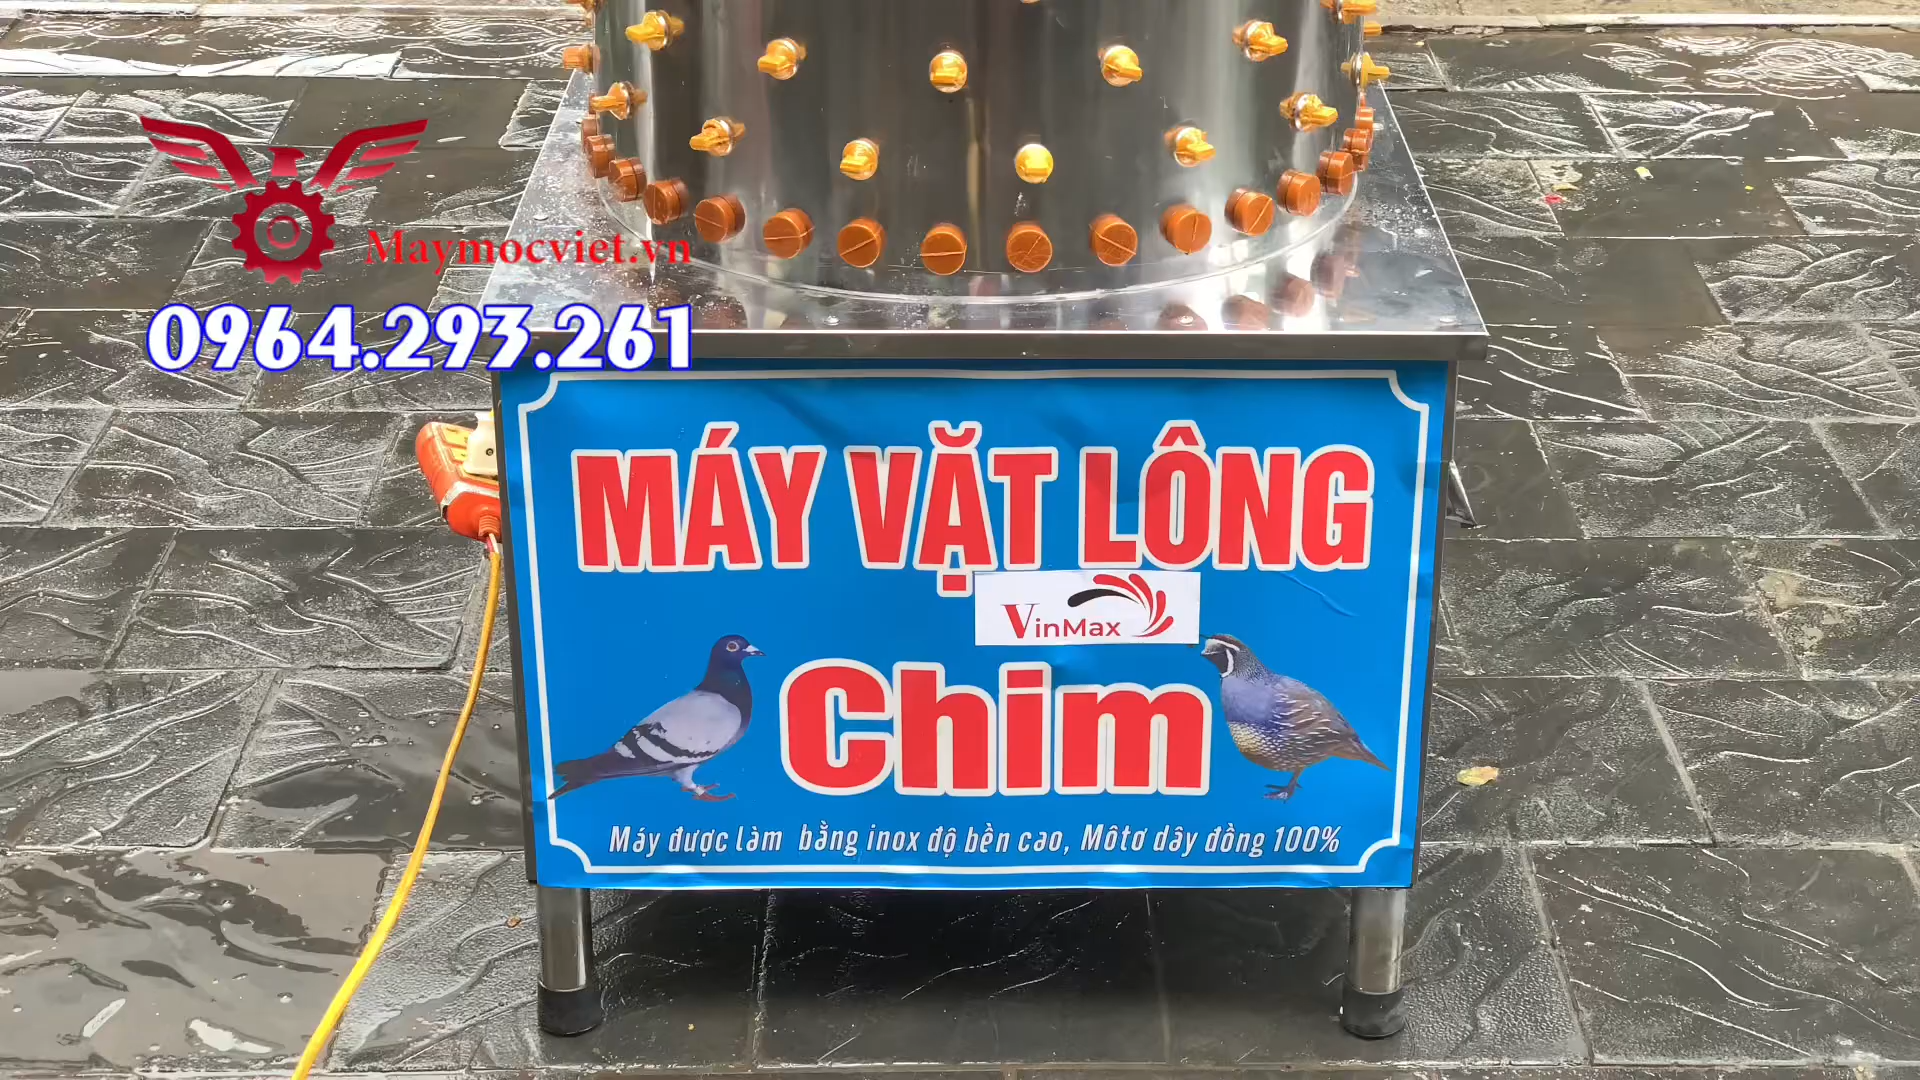 Maymocviet.vn
0964.293.261
MÁY VẶT LÔNG
VinMax
Chim
Máy được làm bằng inox độ bền cao, Môtơ dây đồng 100%